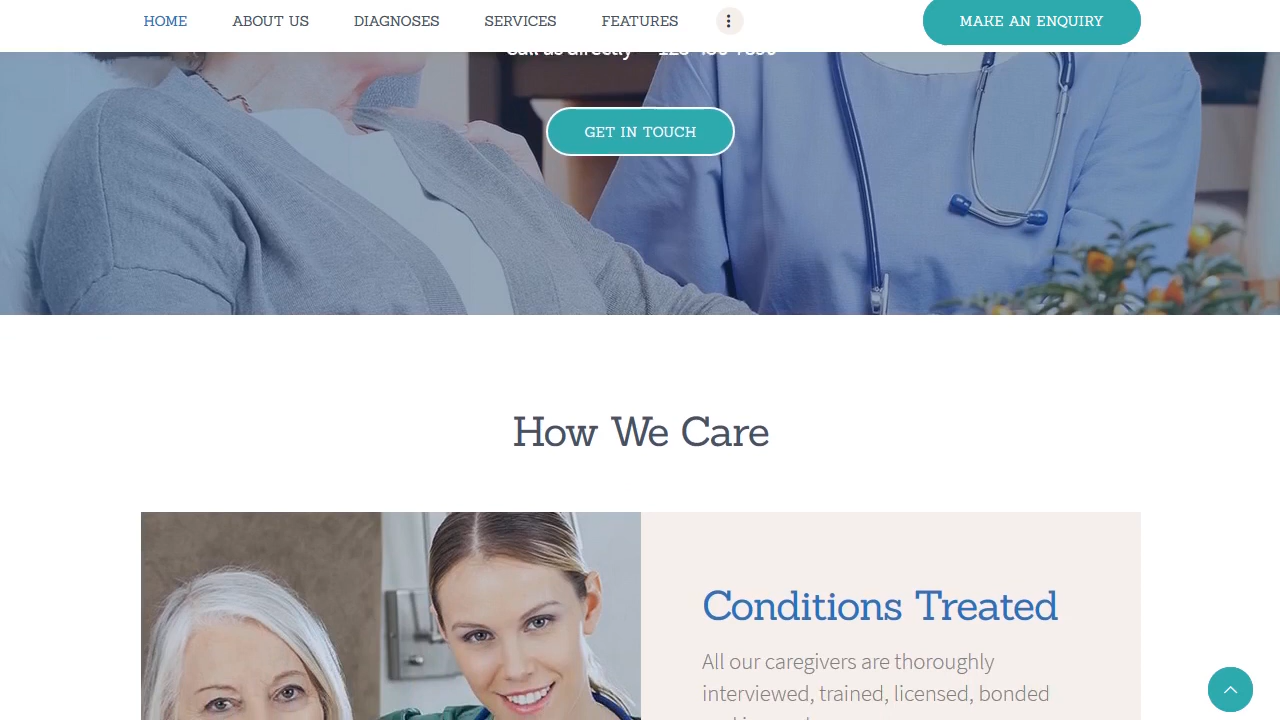 HOME ABOUT US DIAGNOSES SERVICES FEATURES MAKE AN ENQUIRY
GET IN TOUCH
How We Care
Conditions Treated
All our caregivers are thoroughly
interviewed, trained, licensed, bonded